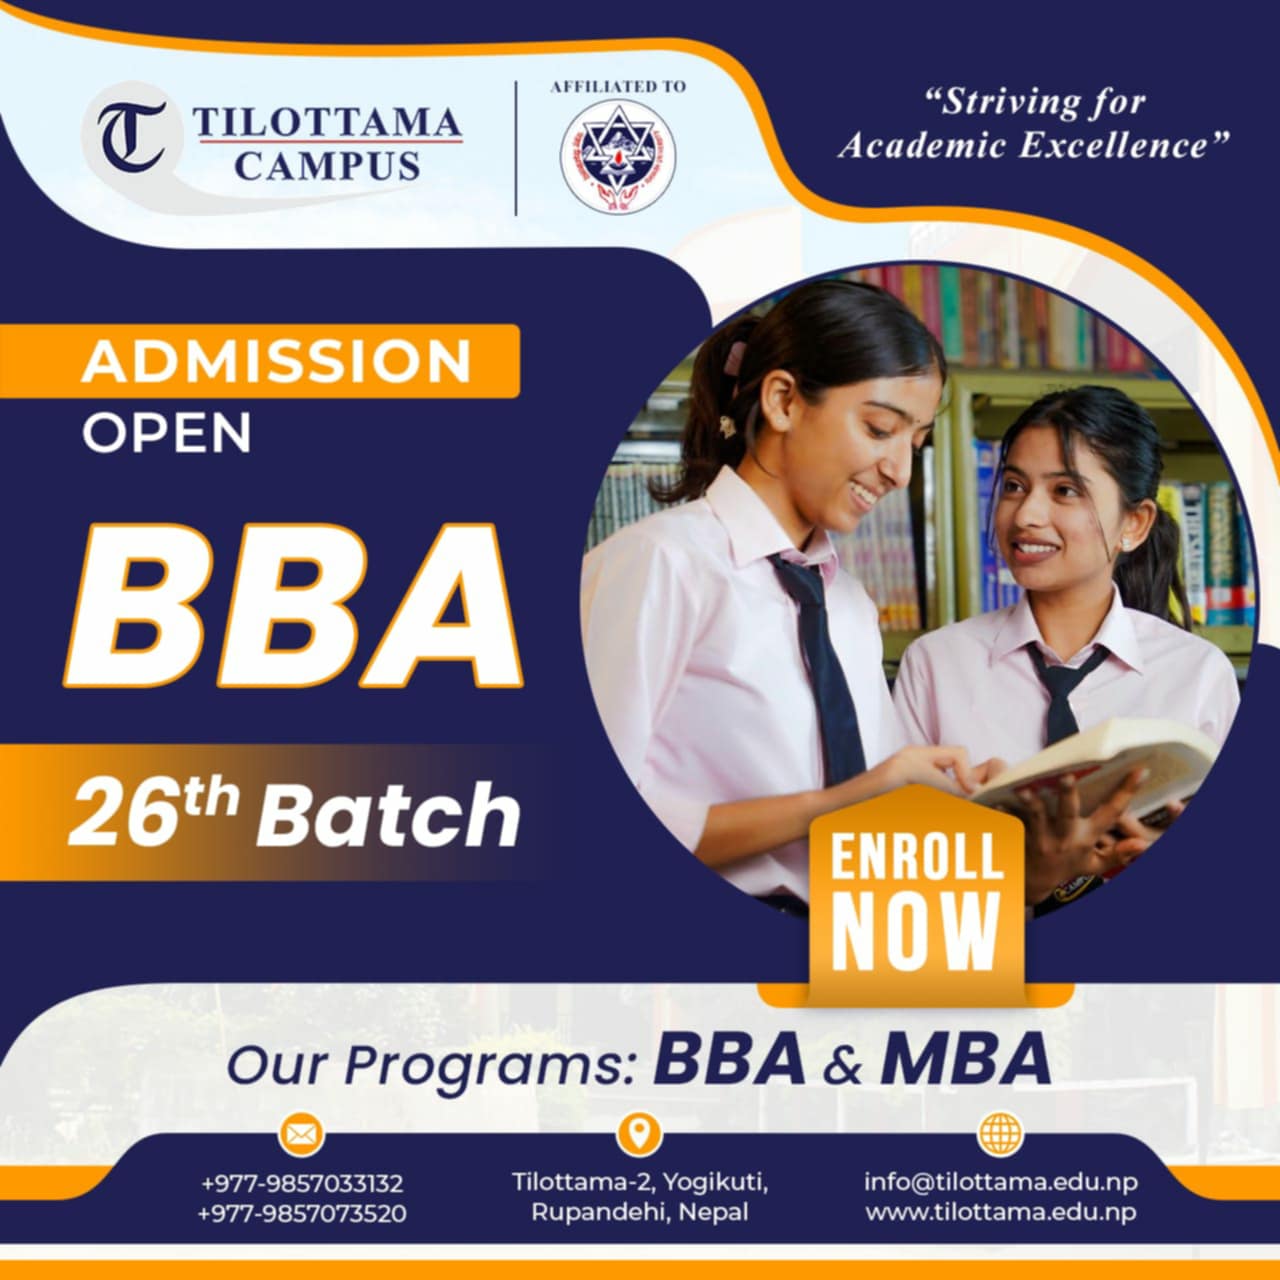 TILOTTAMA
CAMPUS
AFFILIATED TO
“Striving for
Academic Excellence”
ADMISSION
OPEN
BBA
26th Batch
ENROLL
NOW
Our Programs: BBA & MBA
+977-9857033132
+977-9857073520
Tilottama-2, Yogikuti,
Rupandehi, Nepal
info@tilottama.edu.np
www.tilottama.edu.np